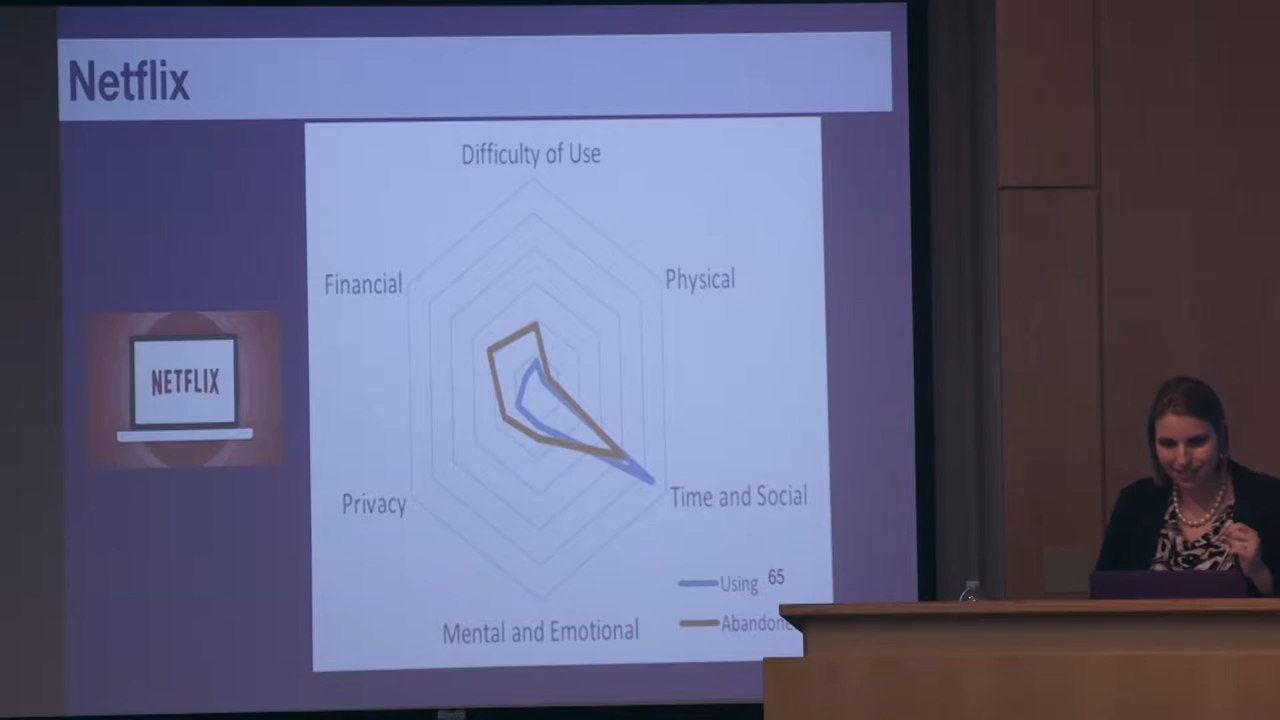 Netflix
Difficulty of Use
Financial
Physical
NETFLIX
Privacy
Time and Social
Using 65
Mental and Emotional